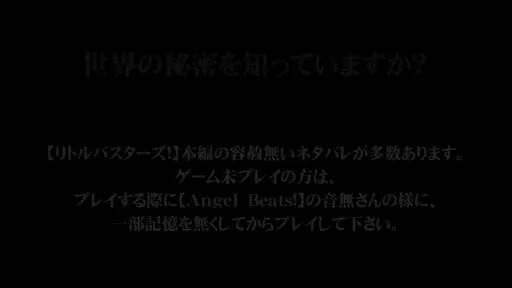 世界の秘密を知っていますか?
【リトルバスターズ!】本編の容赦無いネタバレが多数あります。
ゲーム未プレイの方は、
プレイする際に【Angel Beats!】の音無さんの様に、
一部記憶を無くしてからプレイして下さい。